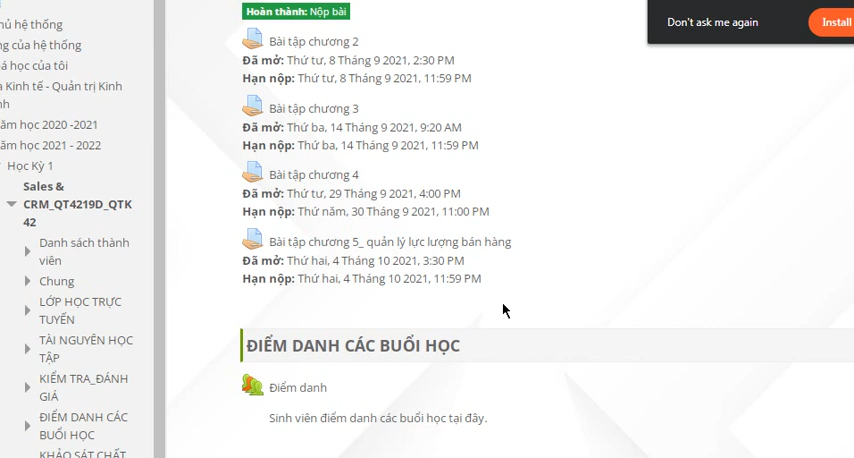 hủ hệ thống
ng của hệ thống
oá học của tôi
a Kinh tế - Quản trị Kinh
nh
ăm học 2020 -2021
ăm học 2021 - 2022
Học Kỳ 1
Sales &
CRM_QT4219D_QTK
42
Danh sách thành
viên
Chung
LỚP HỌC TRỰC
TUYẾN
TÀI NGUYÊN HỌC
TẬP
KIỂM TRA_ĐÁNH
GIÁ
ĐIỂM DANH CÁC
BUỔI HỌC
KHẢO SÁT CHẤT
Hoàn thành: Nộp bài
Bài tập chương 2
Đã mở: Thứ tư, 8 Tháng 9 2021, 2:30 PM
Hạn nộp: Thứ tư, 8 Tháng 9 2021, 11:59 PM
Bài tập chương 3
Đã mở: Thứ ba, 14 Tháng 9 2021, 9:20 AM
Hạn nộp: Thứ ba, 14 Tháng 9 2021, 11:59 PM
Bài tập chương 4
Đã mở: Thứ tư, 29 Tháng 9 2021, 4:00 PM
Hạn nộp: Thứ năm, 30 Tháng 9 2021, 11:00 PM
Bài tập chương 5_ quản lý lực lượng bán hàng
Đã mở: Thứ hai, 4 Tháng 10 2021, 3:30 PM
Hạn nộp: Thứ hai, 4 Tháng 10 2021, 11:59 PM
ĐIỂM DANH CÁC BUỔI HỌC
Điểm danh
Sinh viên điểm danh các buổi học tại đây.
Don't ask me again
Install